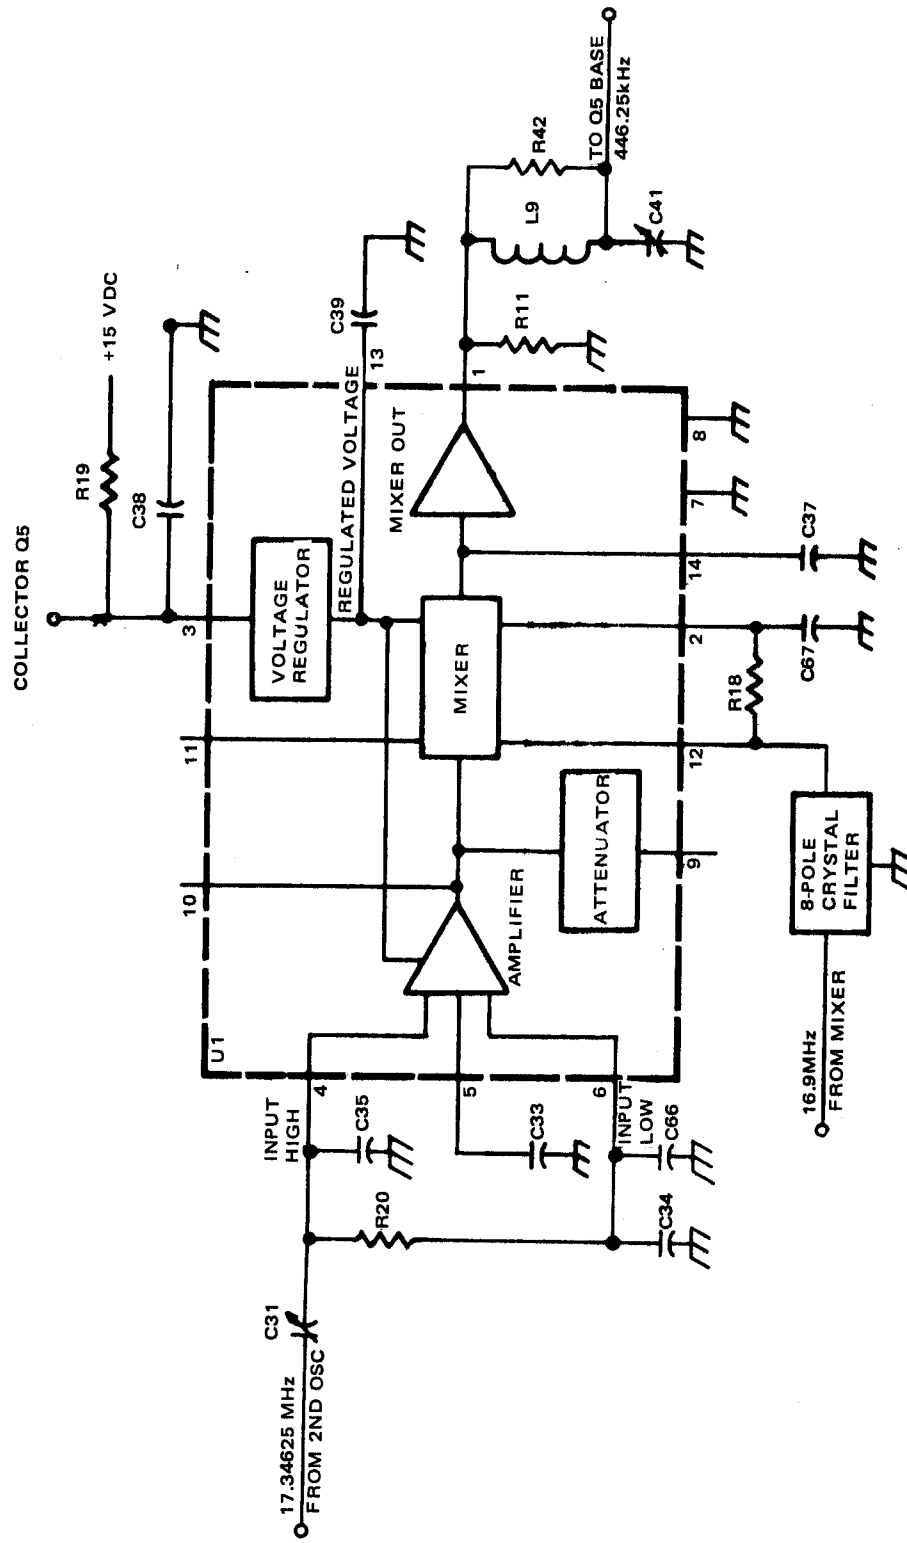 COLLECTOR Q5
R19
+15 VDC
C38
C39
3
11
10
13
VOLTAGE
REGULATOR
REGULATED VOLTAGE
U1
17.34625 MHz
FROM 2ND OSC
C31
INPUT
HIGH
4
C35
R20
5
C33
6
INPUT
LOW
C66
C34
AMPLIFIER
MIXER
MIXER OUT
ATTENUATOR
1
R11
L9
R42
C41
TO Q5 BASE
446.25kHz
9
12
2
14
7
8
R18
C67
C37
16.9MHz
FROM MIXER
8-POLE
CRYSTAL
FILTER